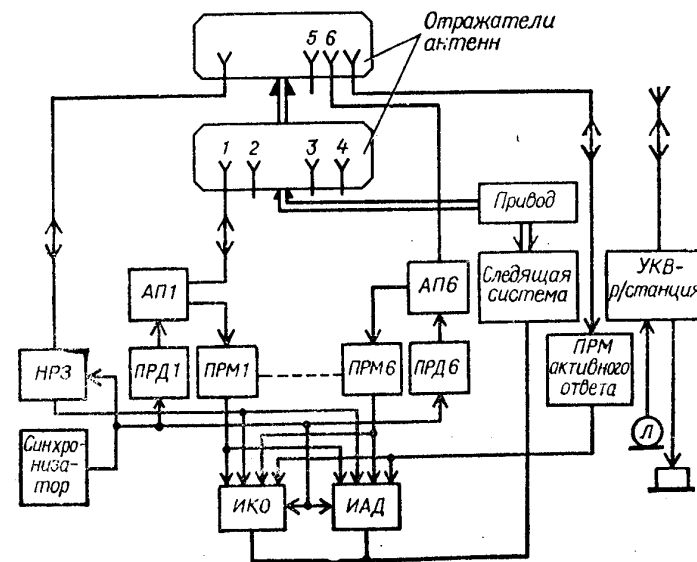 Отражатели
антенн
5 6
1 2 3 4
Привод
Следящая
система
УКВ-
р/станция
АП1
АП6
НРЗ
ПРД1
ПРМ1
ПРМ6
ПРД6
ПРМ
активного
ответа
Синхро-
низа-
тор
ИКО
ИАД
Л